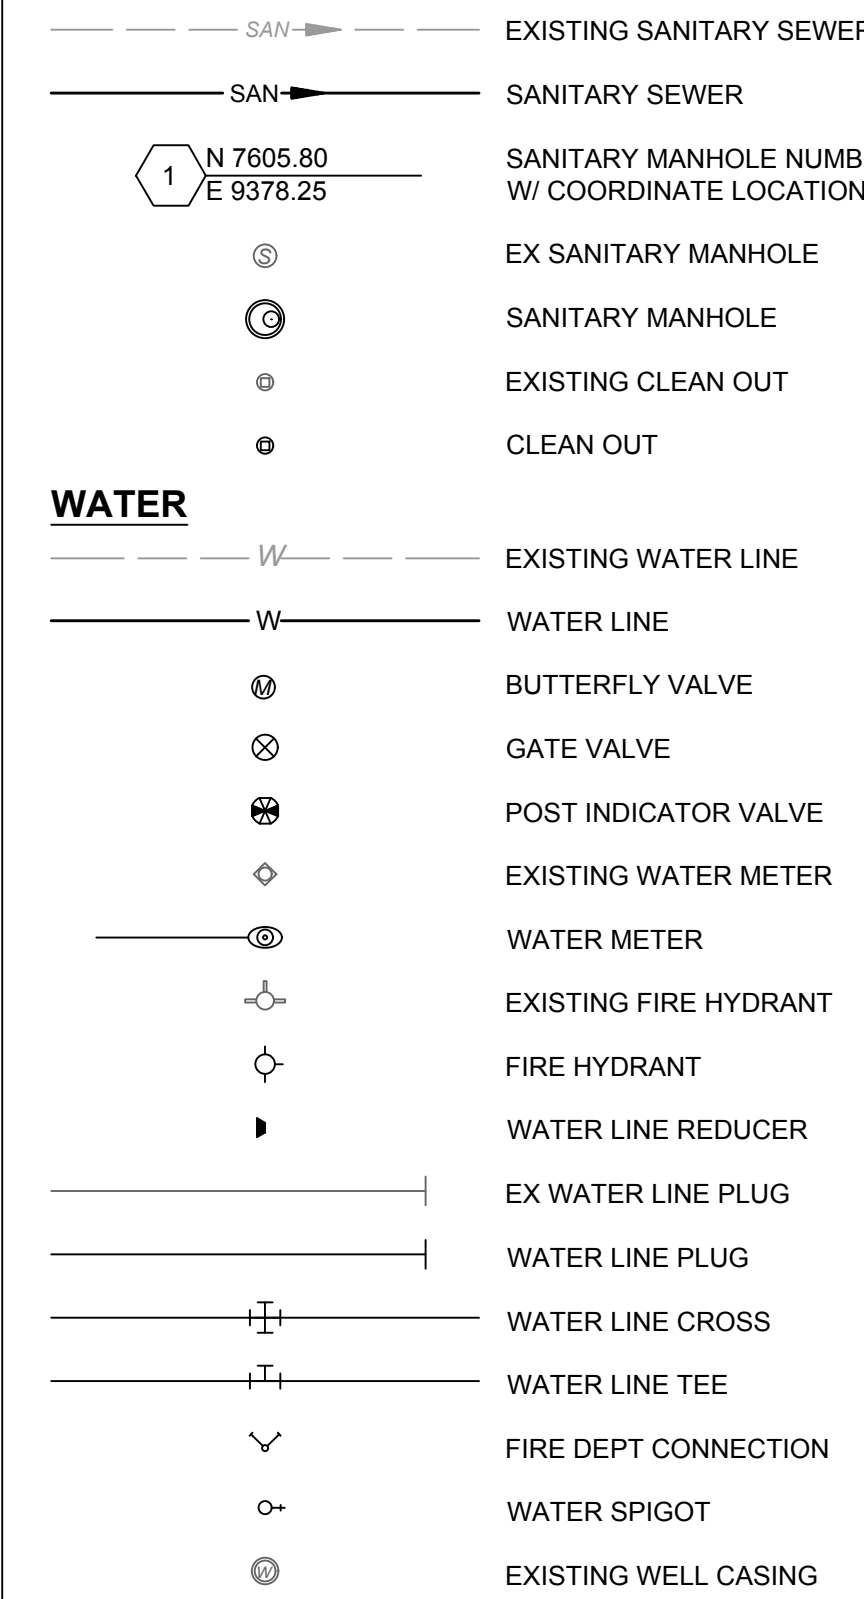 SAN EXISTING SANITARY SEWER
SAN SANITARY SEWER
1 N 7605.80 SANITARY MANHOLE NUMB
E 9378.25 W/ COORDINATE LOCATION
S EX SANITARY MANHOLE
SANITARY MANHOLE
EXISTING CLEAN OUT
CLEAN OUT
WATER
W EXISTING WATER LINE
W WATER LINE
M BUTTERFLY VALVE
GATE VALVE
POST INDICATOR VALVE
EXISTING WATER METER
WATER METER
EXISTING FIRE HYDRANT
FIRE HYDRANT
WATER LINE REDUCER
EX WATER LINE PLUG
WATER LINE PLUG
WATER LINE CROSS
WATER LINE TEE
FIRE DEPT CONNECTION
WATER SPIGOT
W EXISTING WELL CASING